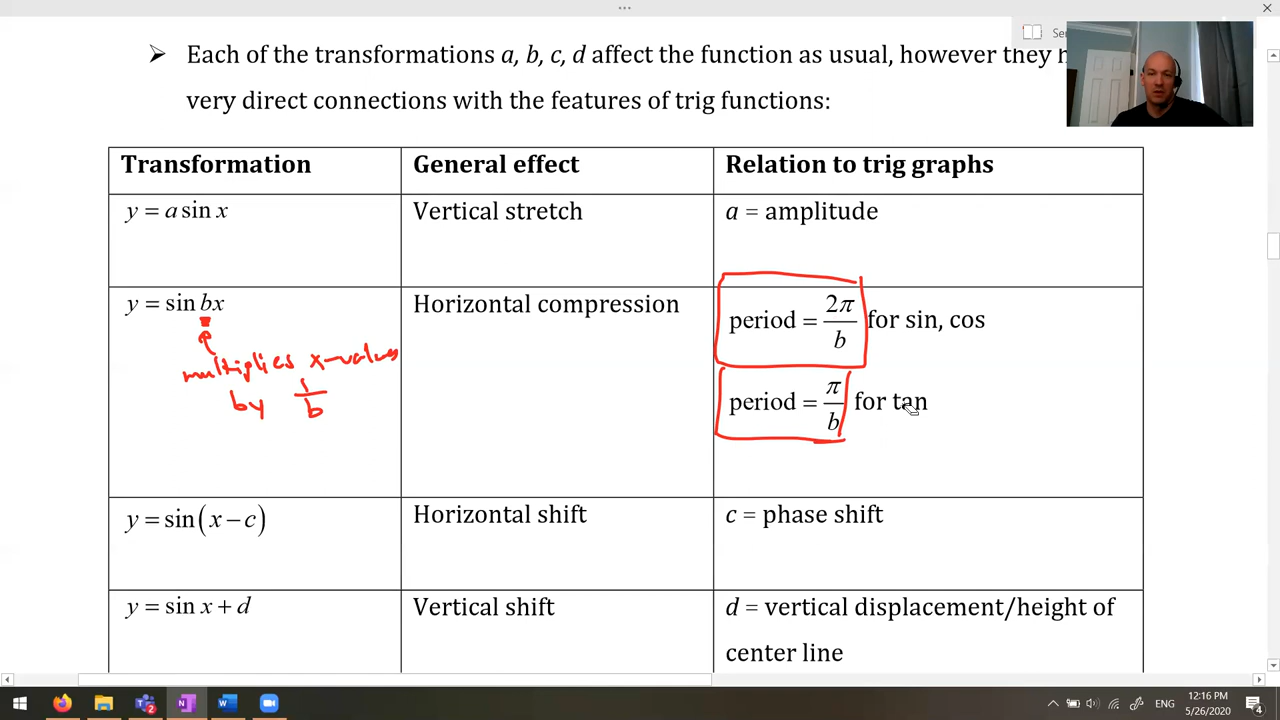 Each of the transformations a, b, c, d affect the function as usual, however they
very direct connections with the features of trig functions:
Transformation General effect Relation to trig graphs
y = a sin x Vertical stretch a = amplitude
y = sin bx Horizontal compression period = 2π/b for sin, cos
multiplies x-values
by 1/b
period = π/b for tan
y = sin(x − c) Horizontal shift c = phase shift
y = sin x + d Vertical shift d = vertical displacement/height of
center line
ENG
12:16 PM
5/26/2020
4